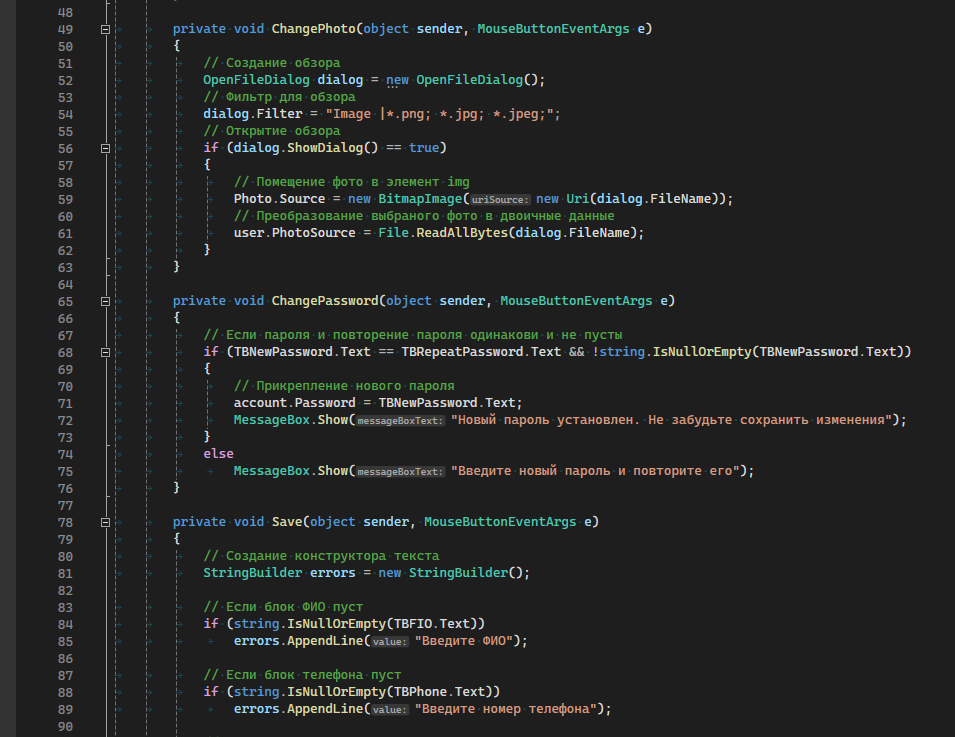 48
49 private void ChangePhoto(object sender, MouseButtonEventArgs e)
50 {
51 // Создание обзора
52 OpenFileDialog dialog = new OpenFileDialog();
53 // Фильтр для обзора
54 dialog.Filter = "Image |*.png; *.jpg; *.jpeg;";
55 // Открытие обзора
56 if (dialog.ShowDialog() == true)
57 {
58 // Помещение фото в элемент img
59 Photo.Source = new BitmapImage(uriSource: new Uri(dialog.FileName));
60 // Преобразование выбраного фото в двоичные данные
61 user.PhotoSource = File.ReadAllBytes(dialog.FileName);
62 }
63 }
64
65 private void ChangePassword(object sender, MouseButtonEventArgs e)
66 {
67 // Если пароля и повторение пароля одинакови и не пусты
68 if (TBNewPassword.Text == TBRepeatPassword.Text && !string.IsNullOrEmpty(TBNewPassword.Text))
69 {
70 // Прикрепление нового пароля
71 account.Password = TBNewPassword.Text;
72 MessageBox.Show(messageBoxText: "Новый пароль установлен. Не забудьте сохранить изменения");
73 }
74 else
75 MessageBox.Show(messageBoxText: "Введите новый пароль и повторите его");
76 }
77
78 private void Save(object sender, MouseButtonEventArgs e)
79 {
80 // Создание конструктора текста
81 StringBuilder errors = new StringBuilder();
82
83 // Если блок ФИО пуст
84 if (string.IsNullOrEmpty(TBFIO.Text))
85 errors.AppendLine(value: "Введите ФИО");
86
87 // Если блок телефона пуст
88 if (string.IsNullOrEmpty(TBPhone.Text))
89 errors.AppendLine(value: "Введите номер телефона");
90